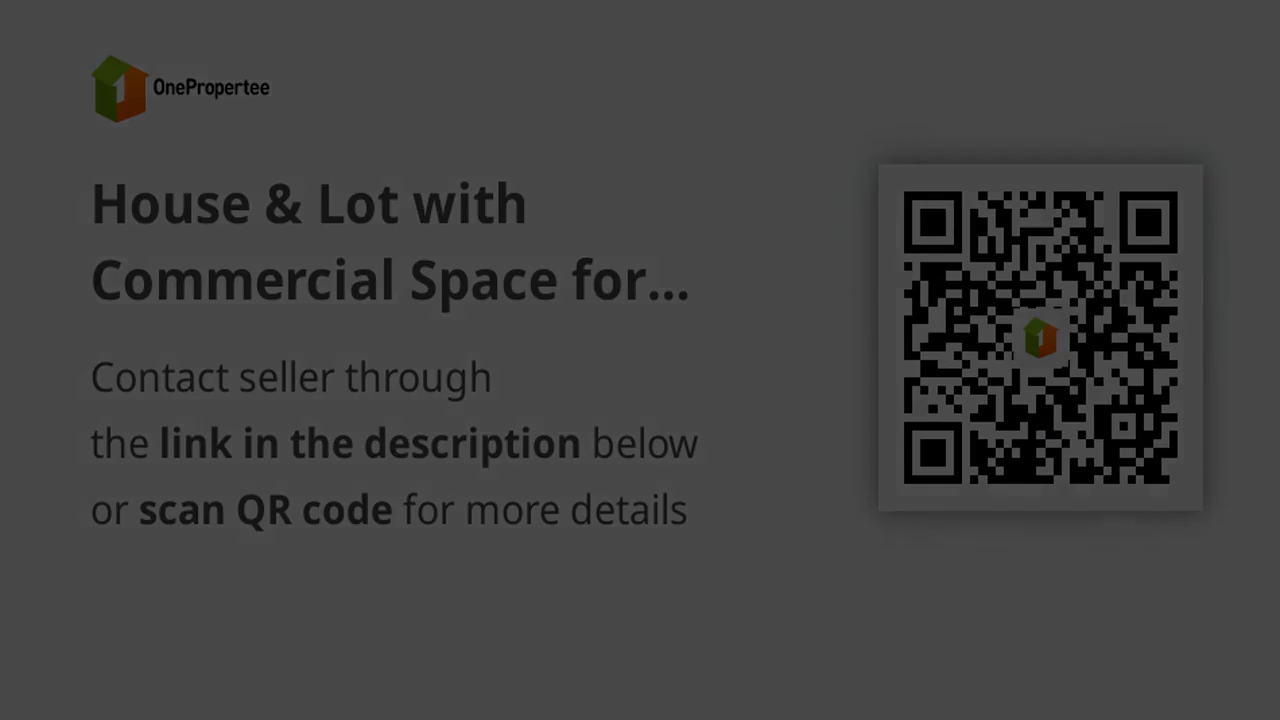 OnePropertee
House & Lot with
Commercial Space for...
Contact seller through
the link in the description below
or scan QR code for more details